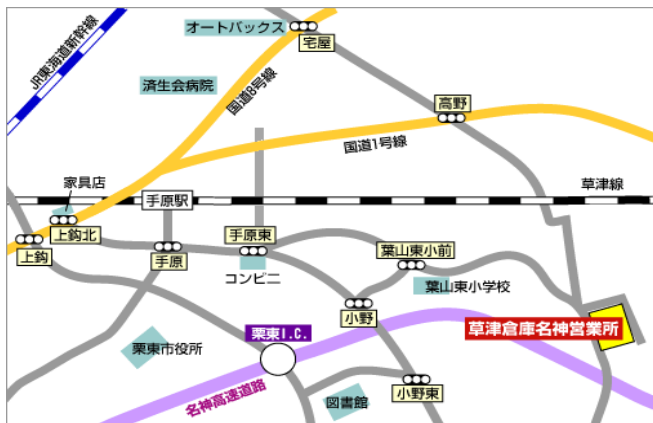 オートバックス
宅屋
JR東海道新幹線
済生会病院
国道8号線
高野
国道1号線
家具店
手原駅
草津線
上鈎北
手原東
上鈎
手原
葉山東小前
コンビニ
葉山東小学校
小野
草津倉庫名神営業所
栗東I.C.
栗東市役所
名神高速道路
小野東
図書館